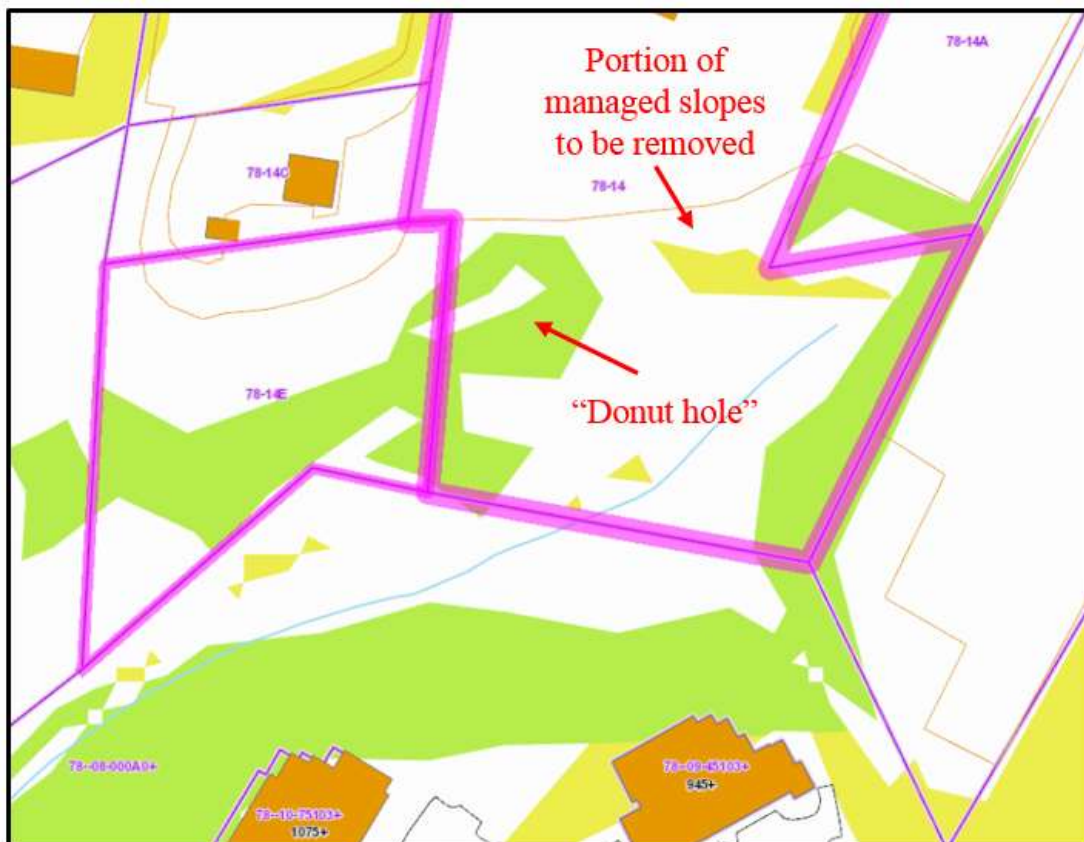 78-14A
Portion of
managed slopes
to be removed
78-14C
78-14
78-14E
“Donut hole”
78--08-000A0+
78--09-45103+
945+
78--10-75103+
1075+